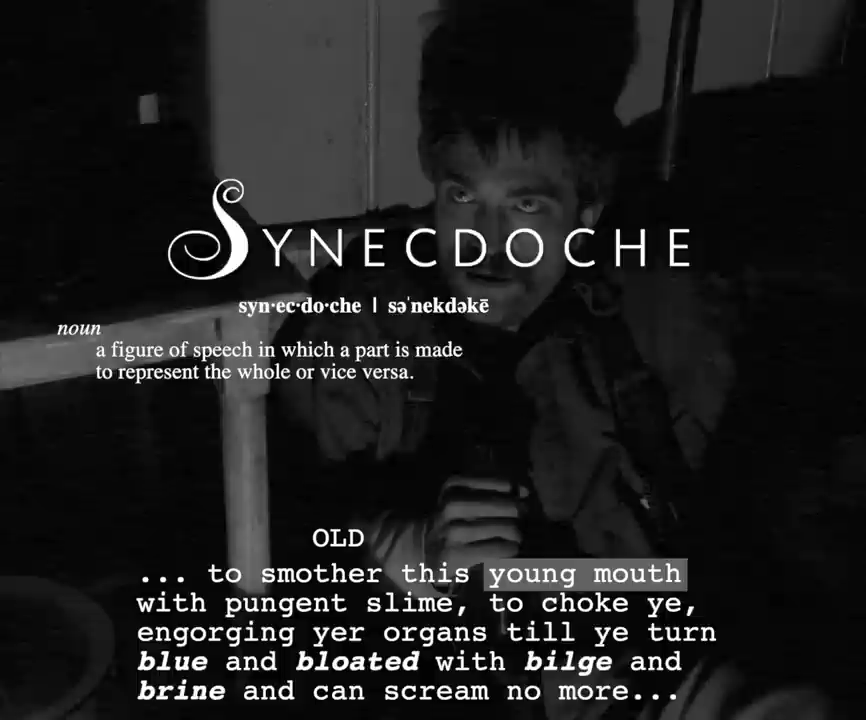 SYNECDOCHE
syn·ec·do·che | səˈnekdəkē
noun
a figure of speech in which a part is made
to represent the whole or vice versa.
OLD
... to smother this young mouth
with pungent slime, to choke ye,
engorging yer organs till ye turn
blue and bloated with bilge and
brine and can scream no more...